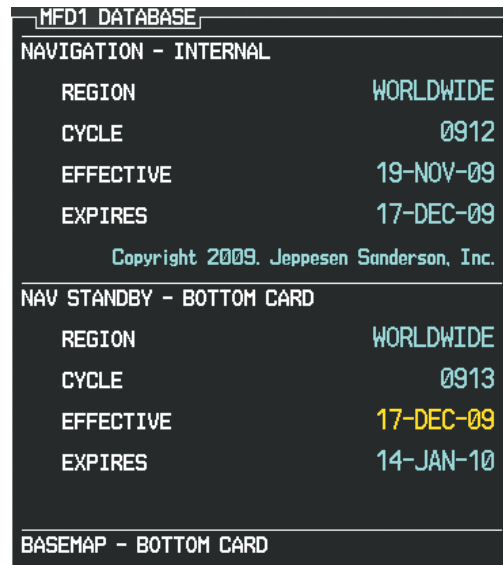 MFD1 DATABASE
NAVIGATION - INTERNAL
REGION WORLDWIDE
CYCLE 0912
EFFECTIVE 19-NOV-09
EXPIRES 17-DEC-09
Copyright 2009. Jeppesen Sanderson, Inc.
NAV STANDBY - BOTTOM CARD
REGION WORLDWIDE
CYCLE 0913
EFFECTIVE 17-DEC-09
EXPIRES 14-JAN-10
BASEMAP - BOTTOM CARD